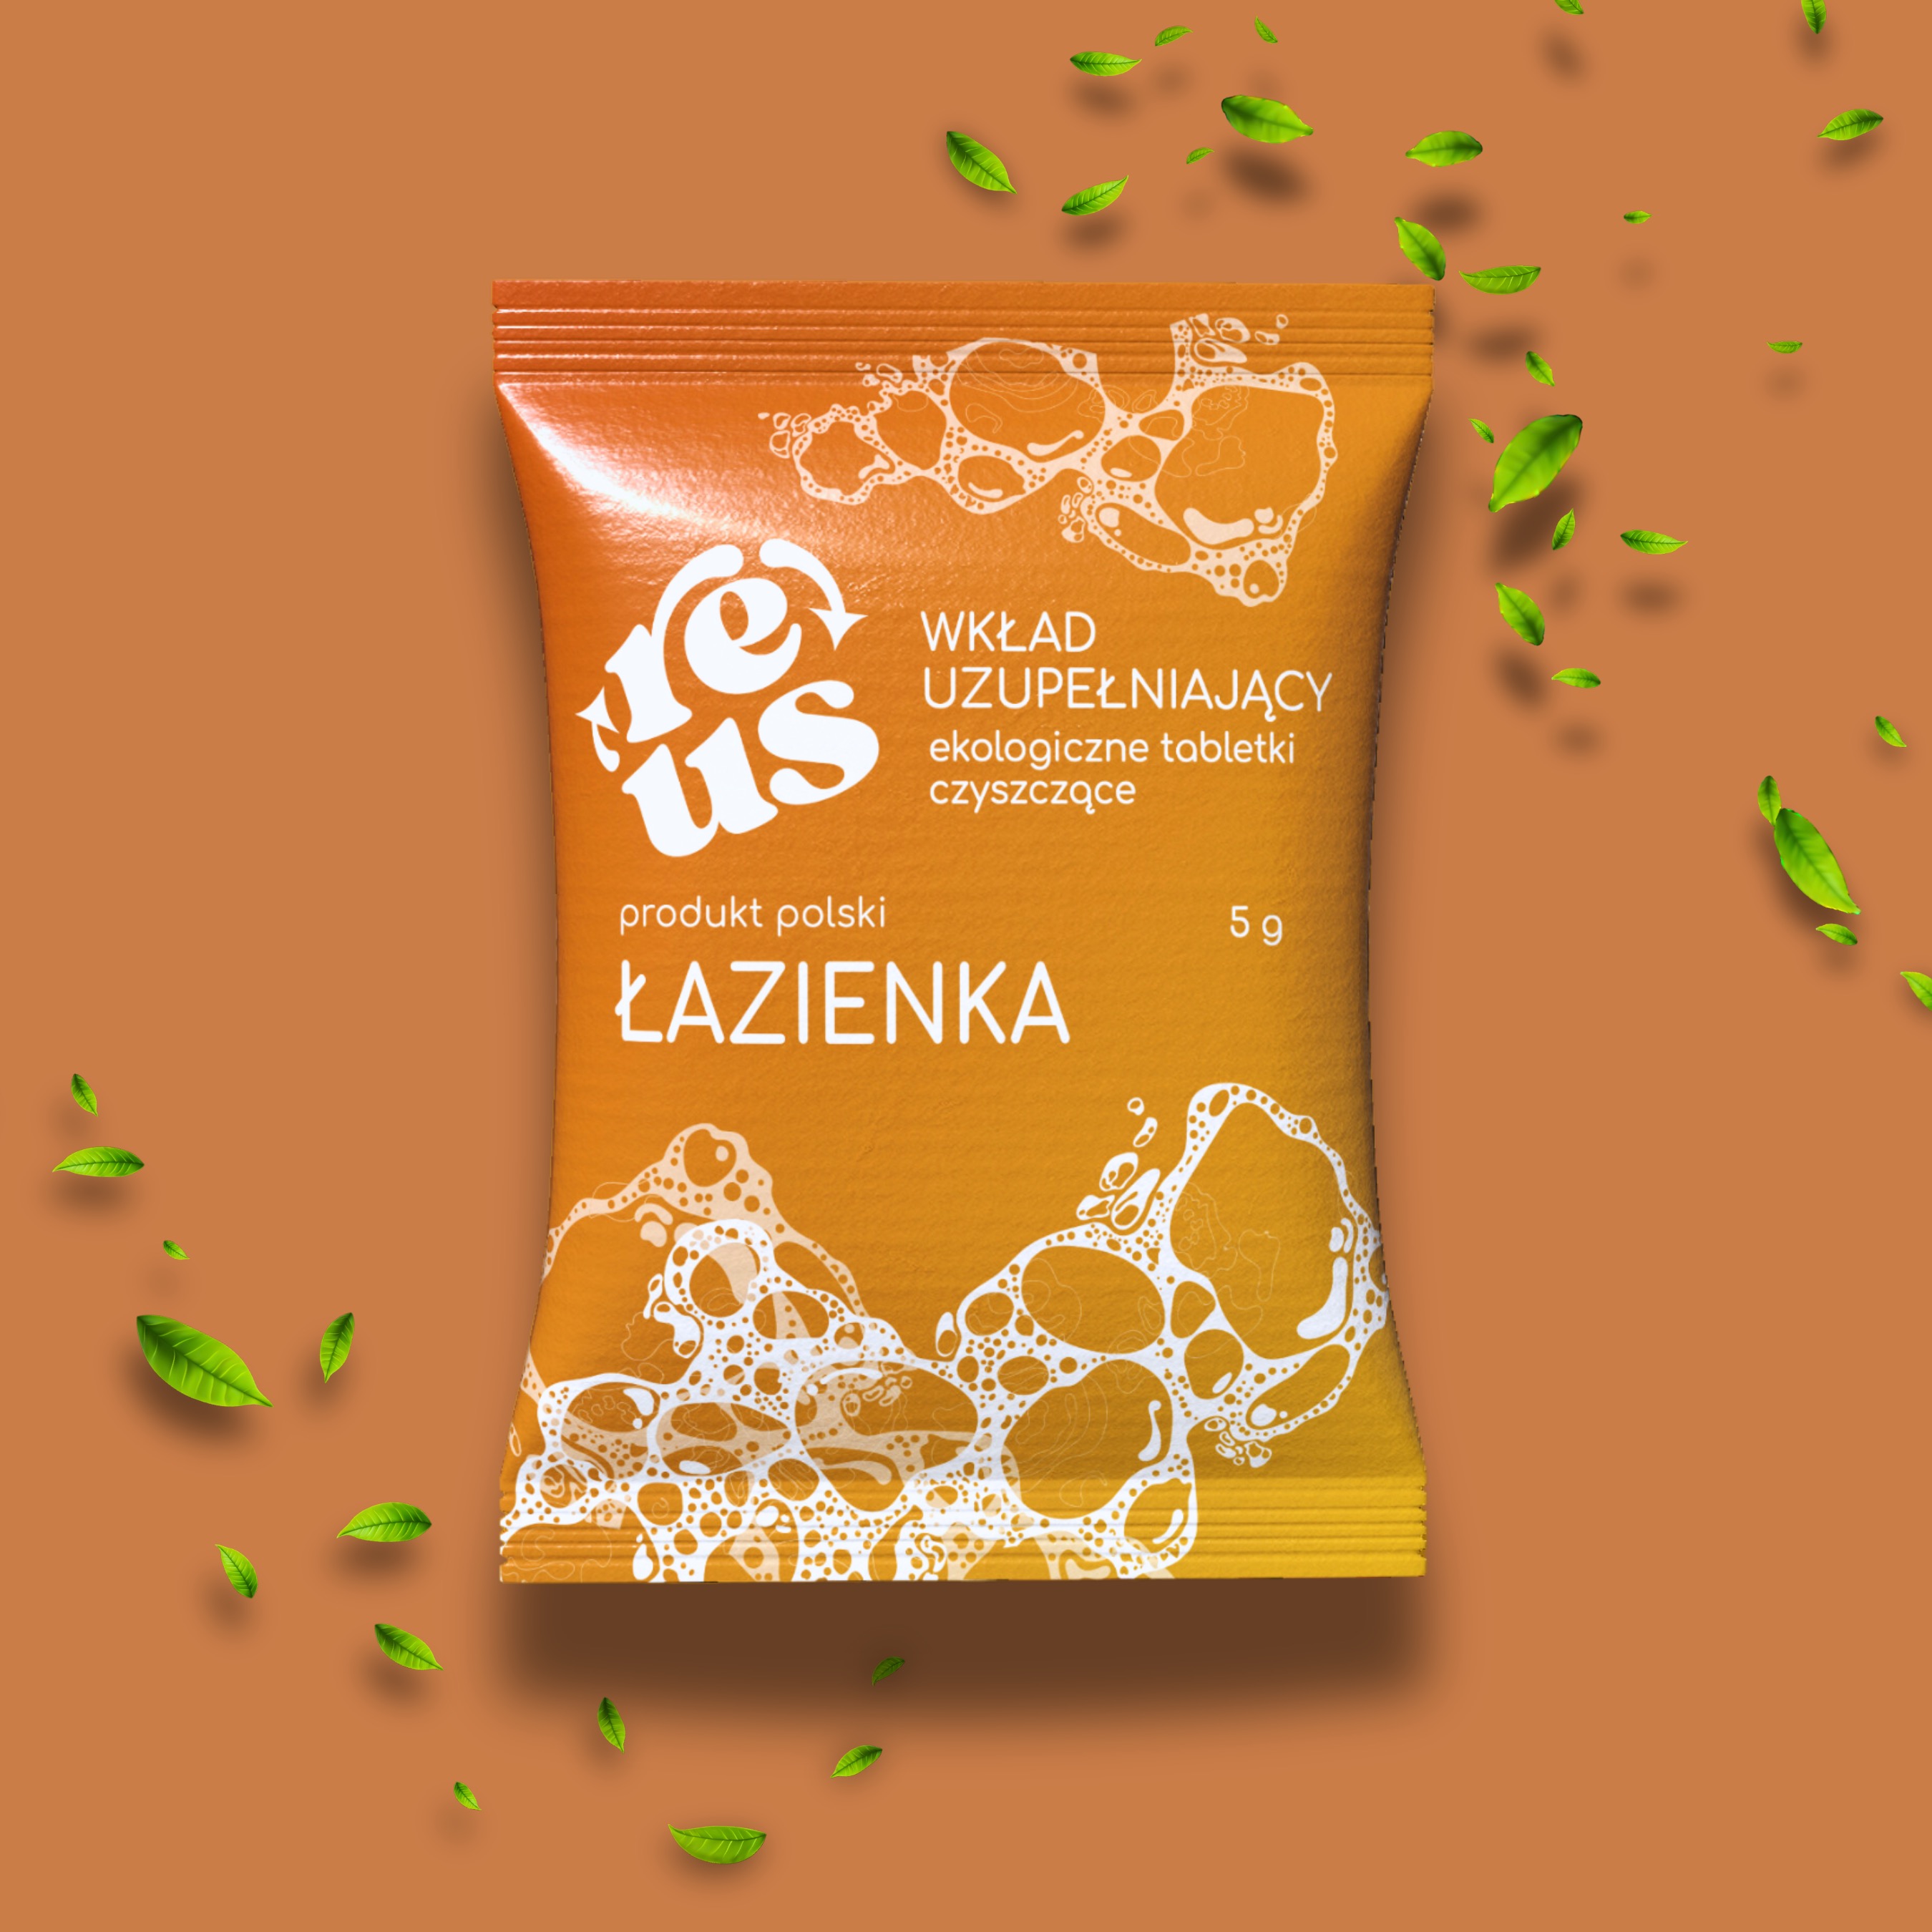 re
us
WKŁAD
UZUPEŁNIAJĄCY
ekologiczne tabletki
czyszczące
produkt polski
5 g
ŁAZIENKA